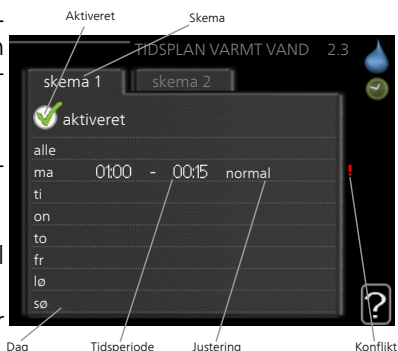 Aktiveret Skema
TIDSPLAN VARMT VAND 2.3
skema 1 skema 2
aktiveret
alle
ma 01:00 - 00:15 normal !
ti
on
to
fr
lø
sø
?
Dag Tidsperiode Justering Konflikt